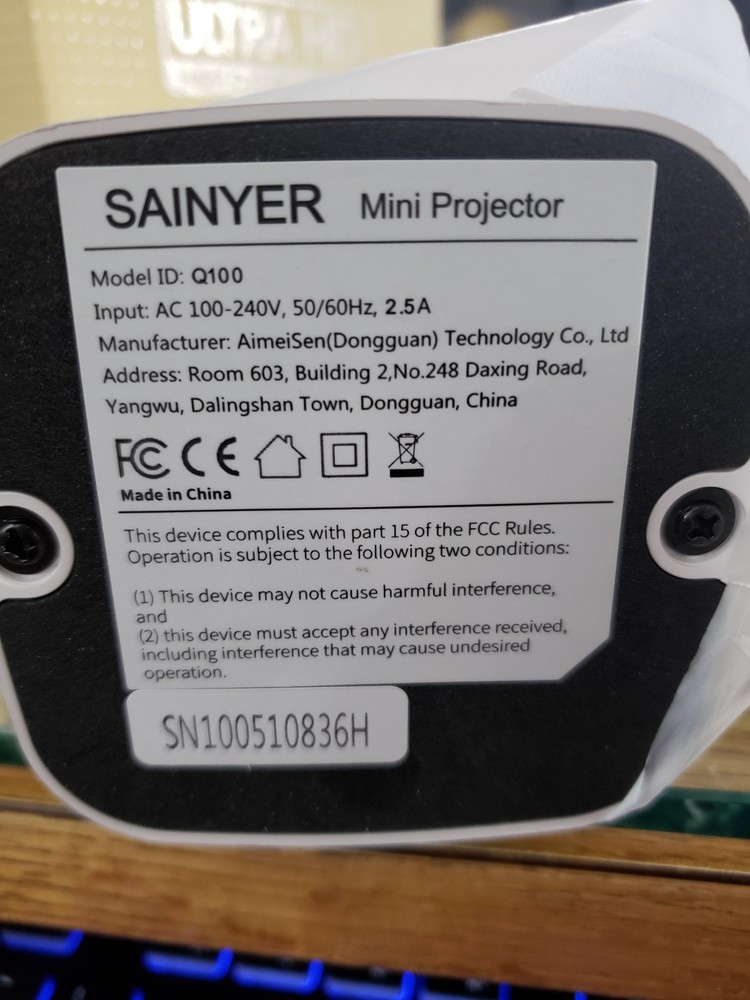 ULTRA HD
SAINYER Mini Projector
Model ID: Q100
Input: AC 100-240V, 50/60Hz, 2.5A
Manufacturer: AimeiSen(Dongguan) Technology Co., Ltd
Address: Room 603, Building 2,No.248 Daxing Road,
Yangwu, Dalingshan Town, Dongguan, China
FC CE
Made in China
This device complies with part 15 of the FCC Rules.
Operation is subject to the following two conditions:
(1) This device may not cause harmful interference,
and
(2) this device must accept any interference received,
including interference that may cause undesired
operation.
SN100510836H